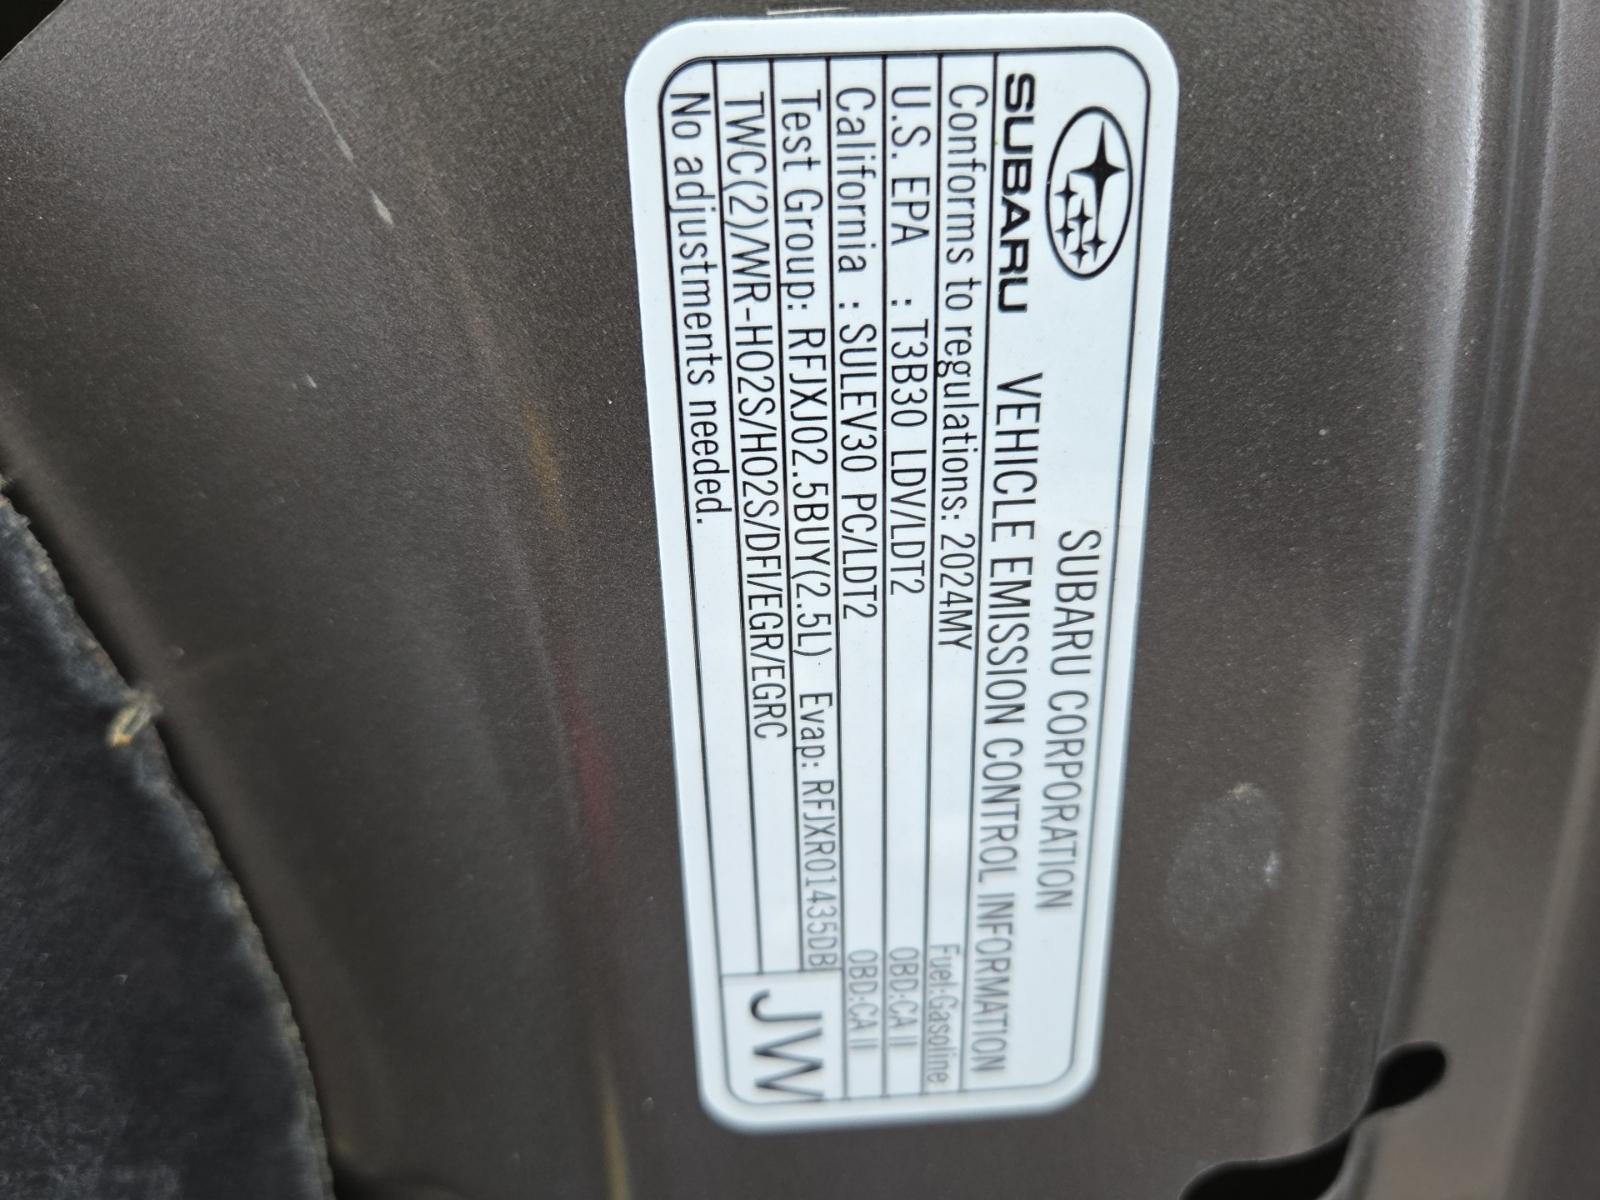 SUBARU CORPORATION
SUBARU VEHICLE EMISSION CONTROL INFORMATION
Conforms to regulations: 2024MY Fuel:Gasoline
U.S. EPA : T3B30 LDV/LDT2 OBD:CA II
California : SULEV30 PC/LDT2 OBD:CA II
Test Group: RFJXJ02.5BUY(2.5L) Evap: RFJXR01435DB
TWC(2)/WR-HO2S/HO2S/DFI/EGR/EGRC
No adjustments needed.
JW